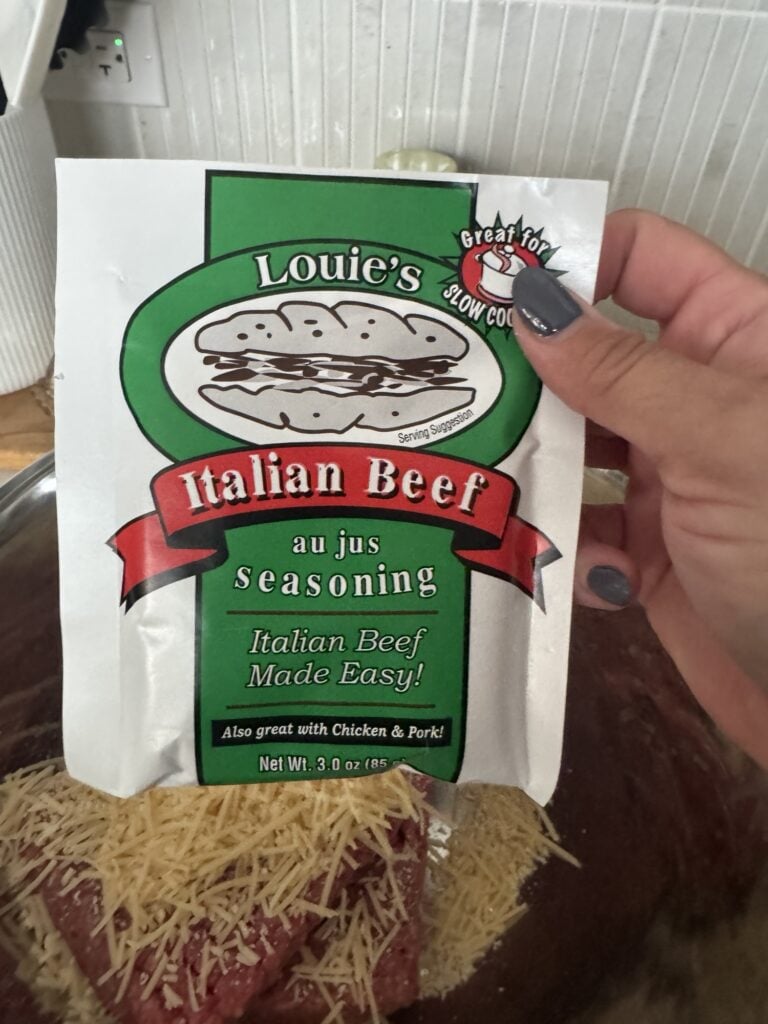 Louie's
Great for
SLOW
Serving Suggestion
Italian Beef
au jus
seasoning
Italian Beef
Made Easy!
Also great with Chicken & Pork!
Net Wt. 3.0 oz (85